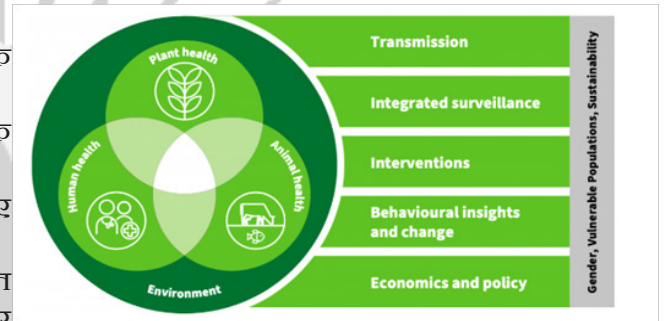 Plant health
Human health
Animal health
Environment
Transmission
Integrated surveillance
Interventions
Behavioural insights
and change
Economics and policy
Gender, Vulnerable Populations, Sustainability